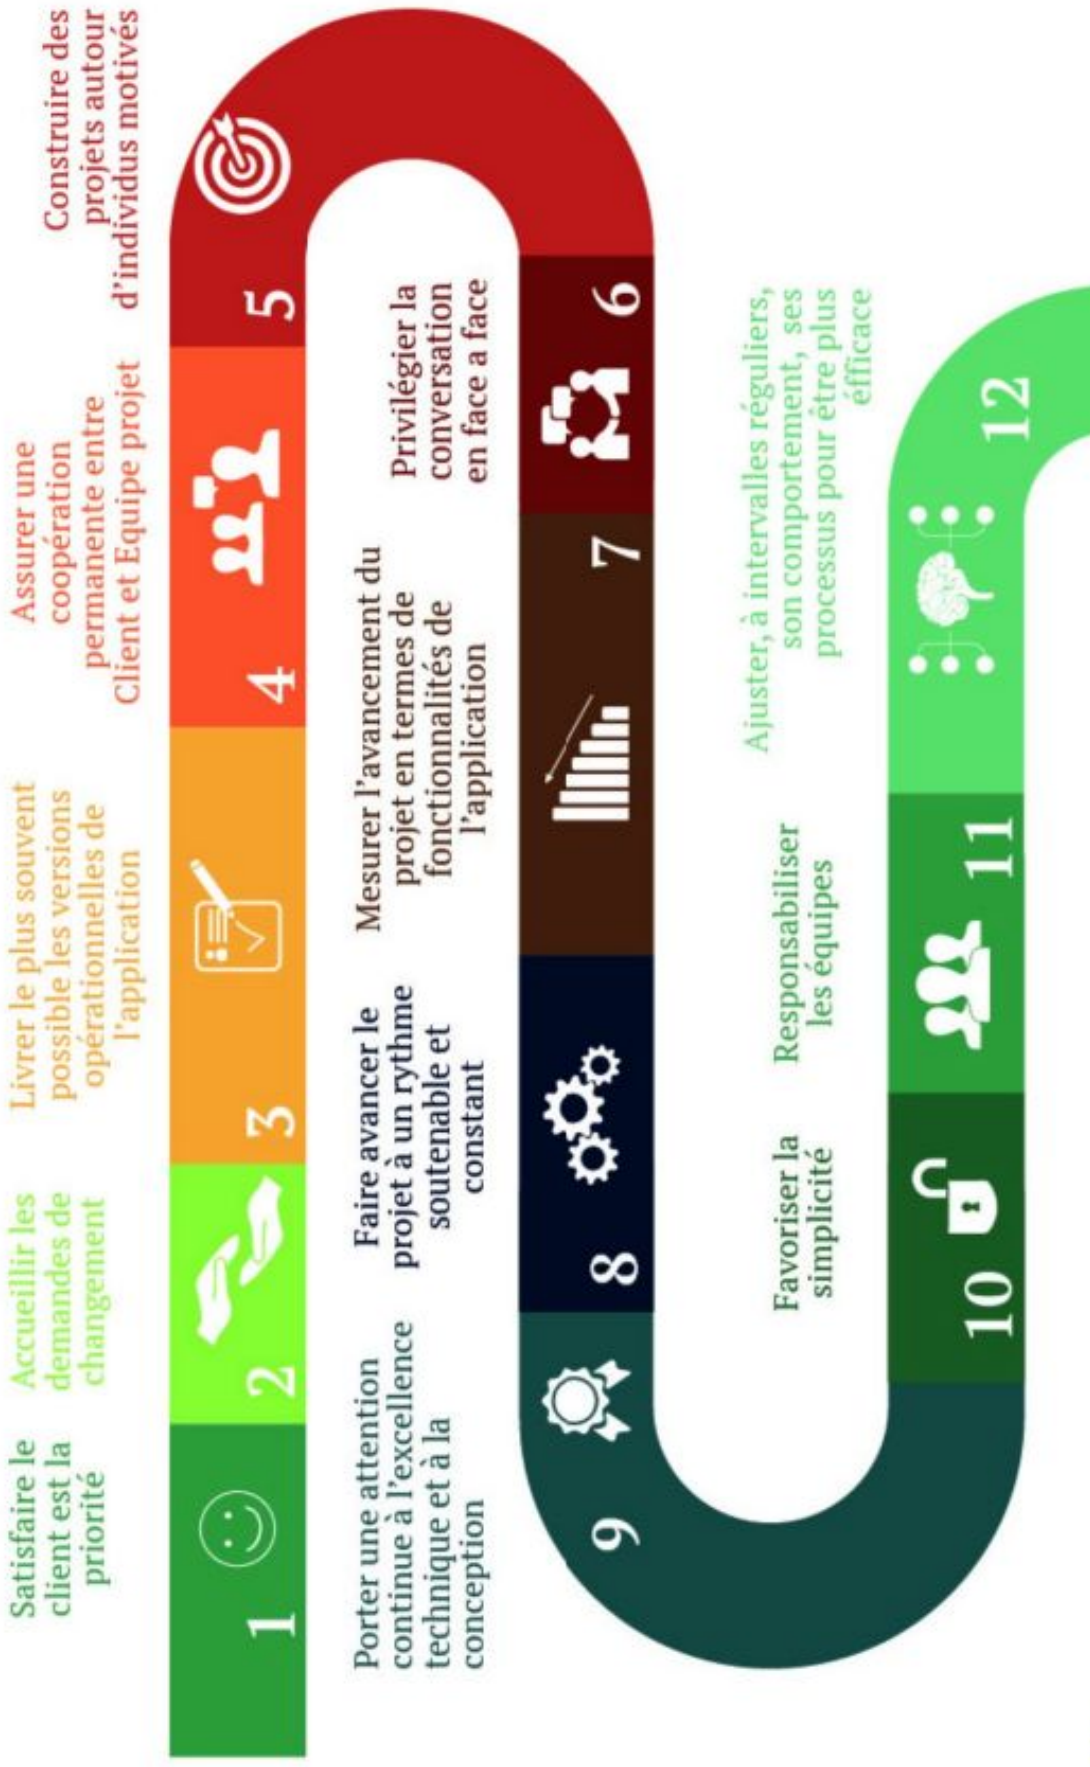 Satisfaire le
client est la
priorité
1
Accueillir les
demandes de
changement
2
Livrer le plus souvent
possible les versions
opérationnelles de
l'application
3
Assurer une
coopération
permanente entre
Client et Equipe projet
4
Construire des
projets autour
d'individus motivés
5
Privilégier la
conversation
en face a face
6
Mesurer l'avancement du
projet en termes de
fonctionnalités de
l'application
7
Faire avancer le
projet à un rythme
soutenable et
constant
8
Porter une attention
continue à l'excellence
technique et à la
conception
9
Favoriser la
simplicité
10
Responsabiliser
les équipes
11
Ajuster, à intervalles réguliers,
son comportement, ses
processus pour être plus
éfficace
12